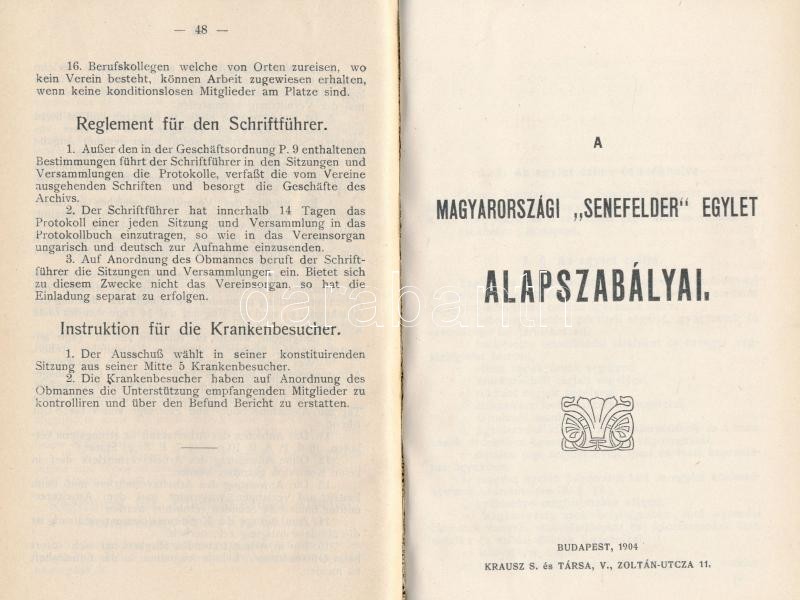 — 48 —
16. Berufskollegen welche von Orten zureisen, wo
kein Verein besteht, können Arbeit zugewiesen erhalten,
wenn keine konditionslosen Mitglieder am Platze sind.
Reglement für den Schriftführer.
1. Außer den in der Geschäftsordnung P. 9 enthaltenen
Bestimmungen führt der Schriftführer in den Sitzungen und
Versammlungen die Protokolle, verfaßt die vom Vereine
ausgehenden Schriften und besorgt die Geschäfte des
Archivs.
2. Der Schriftführer hat innerhalb 14 Tagen das
Protokoll einer jeden Sitzung und Versammlung in das
Protokollbuch einzutragen, so wie in das Vereinsorgan
ungarisch und deutsch zur Aufnahme einzusenden.
3. Auf Anordnung des Obmannes beruft der Schrift-
führer die Sitzungen und Versammlungen ein. Bietet sich
zu diesem Zwecke nicht das Vereinsorgan, so hat die
Einladung separat zu erfolgen.
Instruktion für die Krankenbesucher.
1. Der Ausschuß wählt in seiner konstituirenden
Sitzung aus seiner Mitte 5 Krankenbesucher.
2. Die Krankenbesucher haben auf Anordnung des
Obmannes die Unterstützung empfangenden Mitglieder zu
kontrolliren und über den Befund Bericht zu erstatten.
A
MAGYARORSZÁGI „SENEFELDER" EGYLET
ALAPSZABÁLYAI.
BUDAPEST, 1904
KRAUSZ S. és TÁRSA, V., ZOLTÁN-UTCZA 11.
darabanth